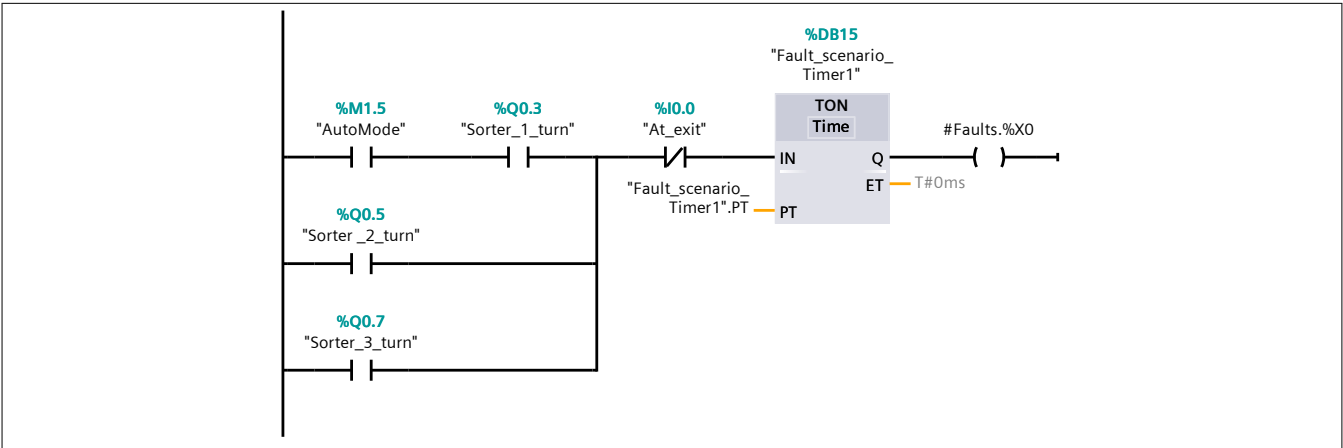 %DB15
"Fault_scenario_
Timer1"
%M1.5
"AutoMode"
%Q0.3
"Sorter_1_turn"
%I0.0
"At_exit"
TON
Time
#Faults.%X0
IN
Q
"Fault_scenario_
Timer1".PT
PT
ET
T#0ms
%Q0.5
"Sorter _2_turn"
%Q0.7
"Sorter_3_turn"